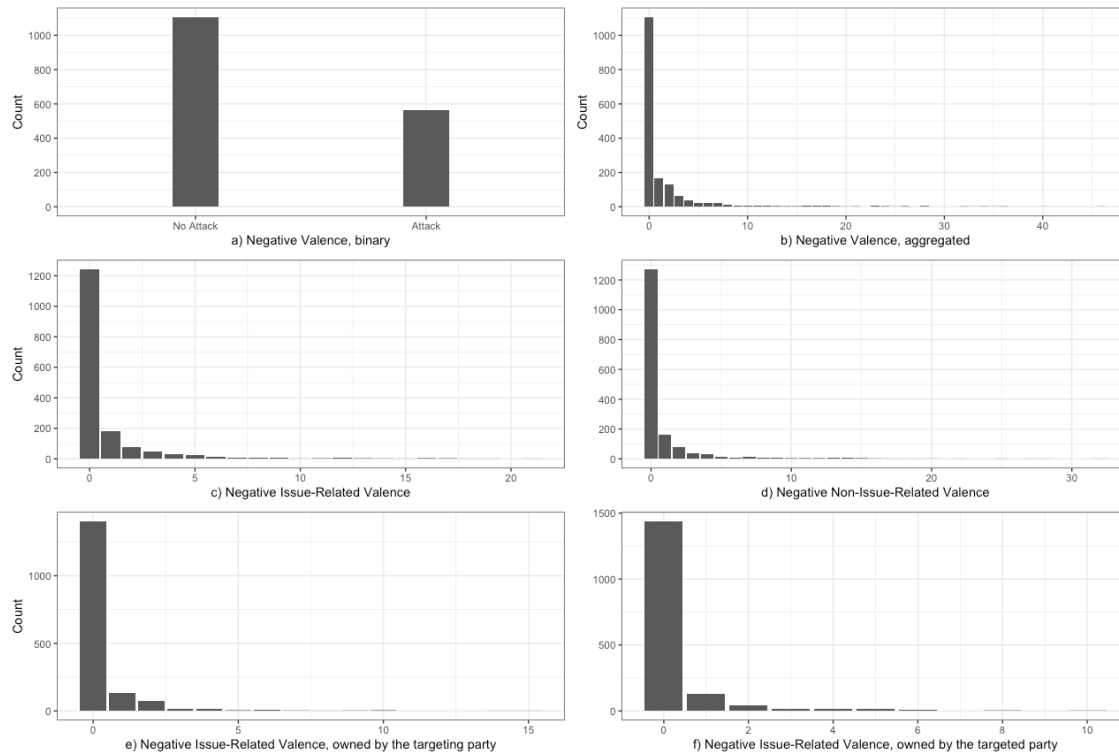 Count
1000
800
600
400
200
0
No Attack Attack
a) Negative Valence, binary
Count
1000
800
600
400
200
0
0 10 20 30 40
b) Negative Valence, aggregated
Count
1200
1000
800
600
400
200
0
0 5 10 15 20
c) Negative Issue-Related Valence
Count
1200
1000
800
600
400
200
0
0 10 20 30
d) Negative Non-Issue-Related Valence
Count
1000
500
0
0 5 10 15
e) Negative Issue-Related Valence, owned by the targeting party
1500
1000
500
0
0 2 4 6 8 10
f) Negative Issue-Related Valence, owned by the targeted party